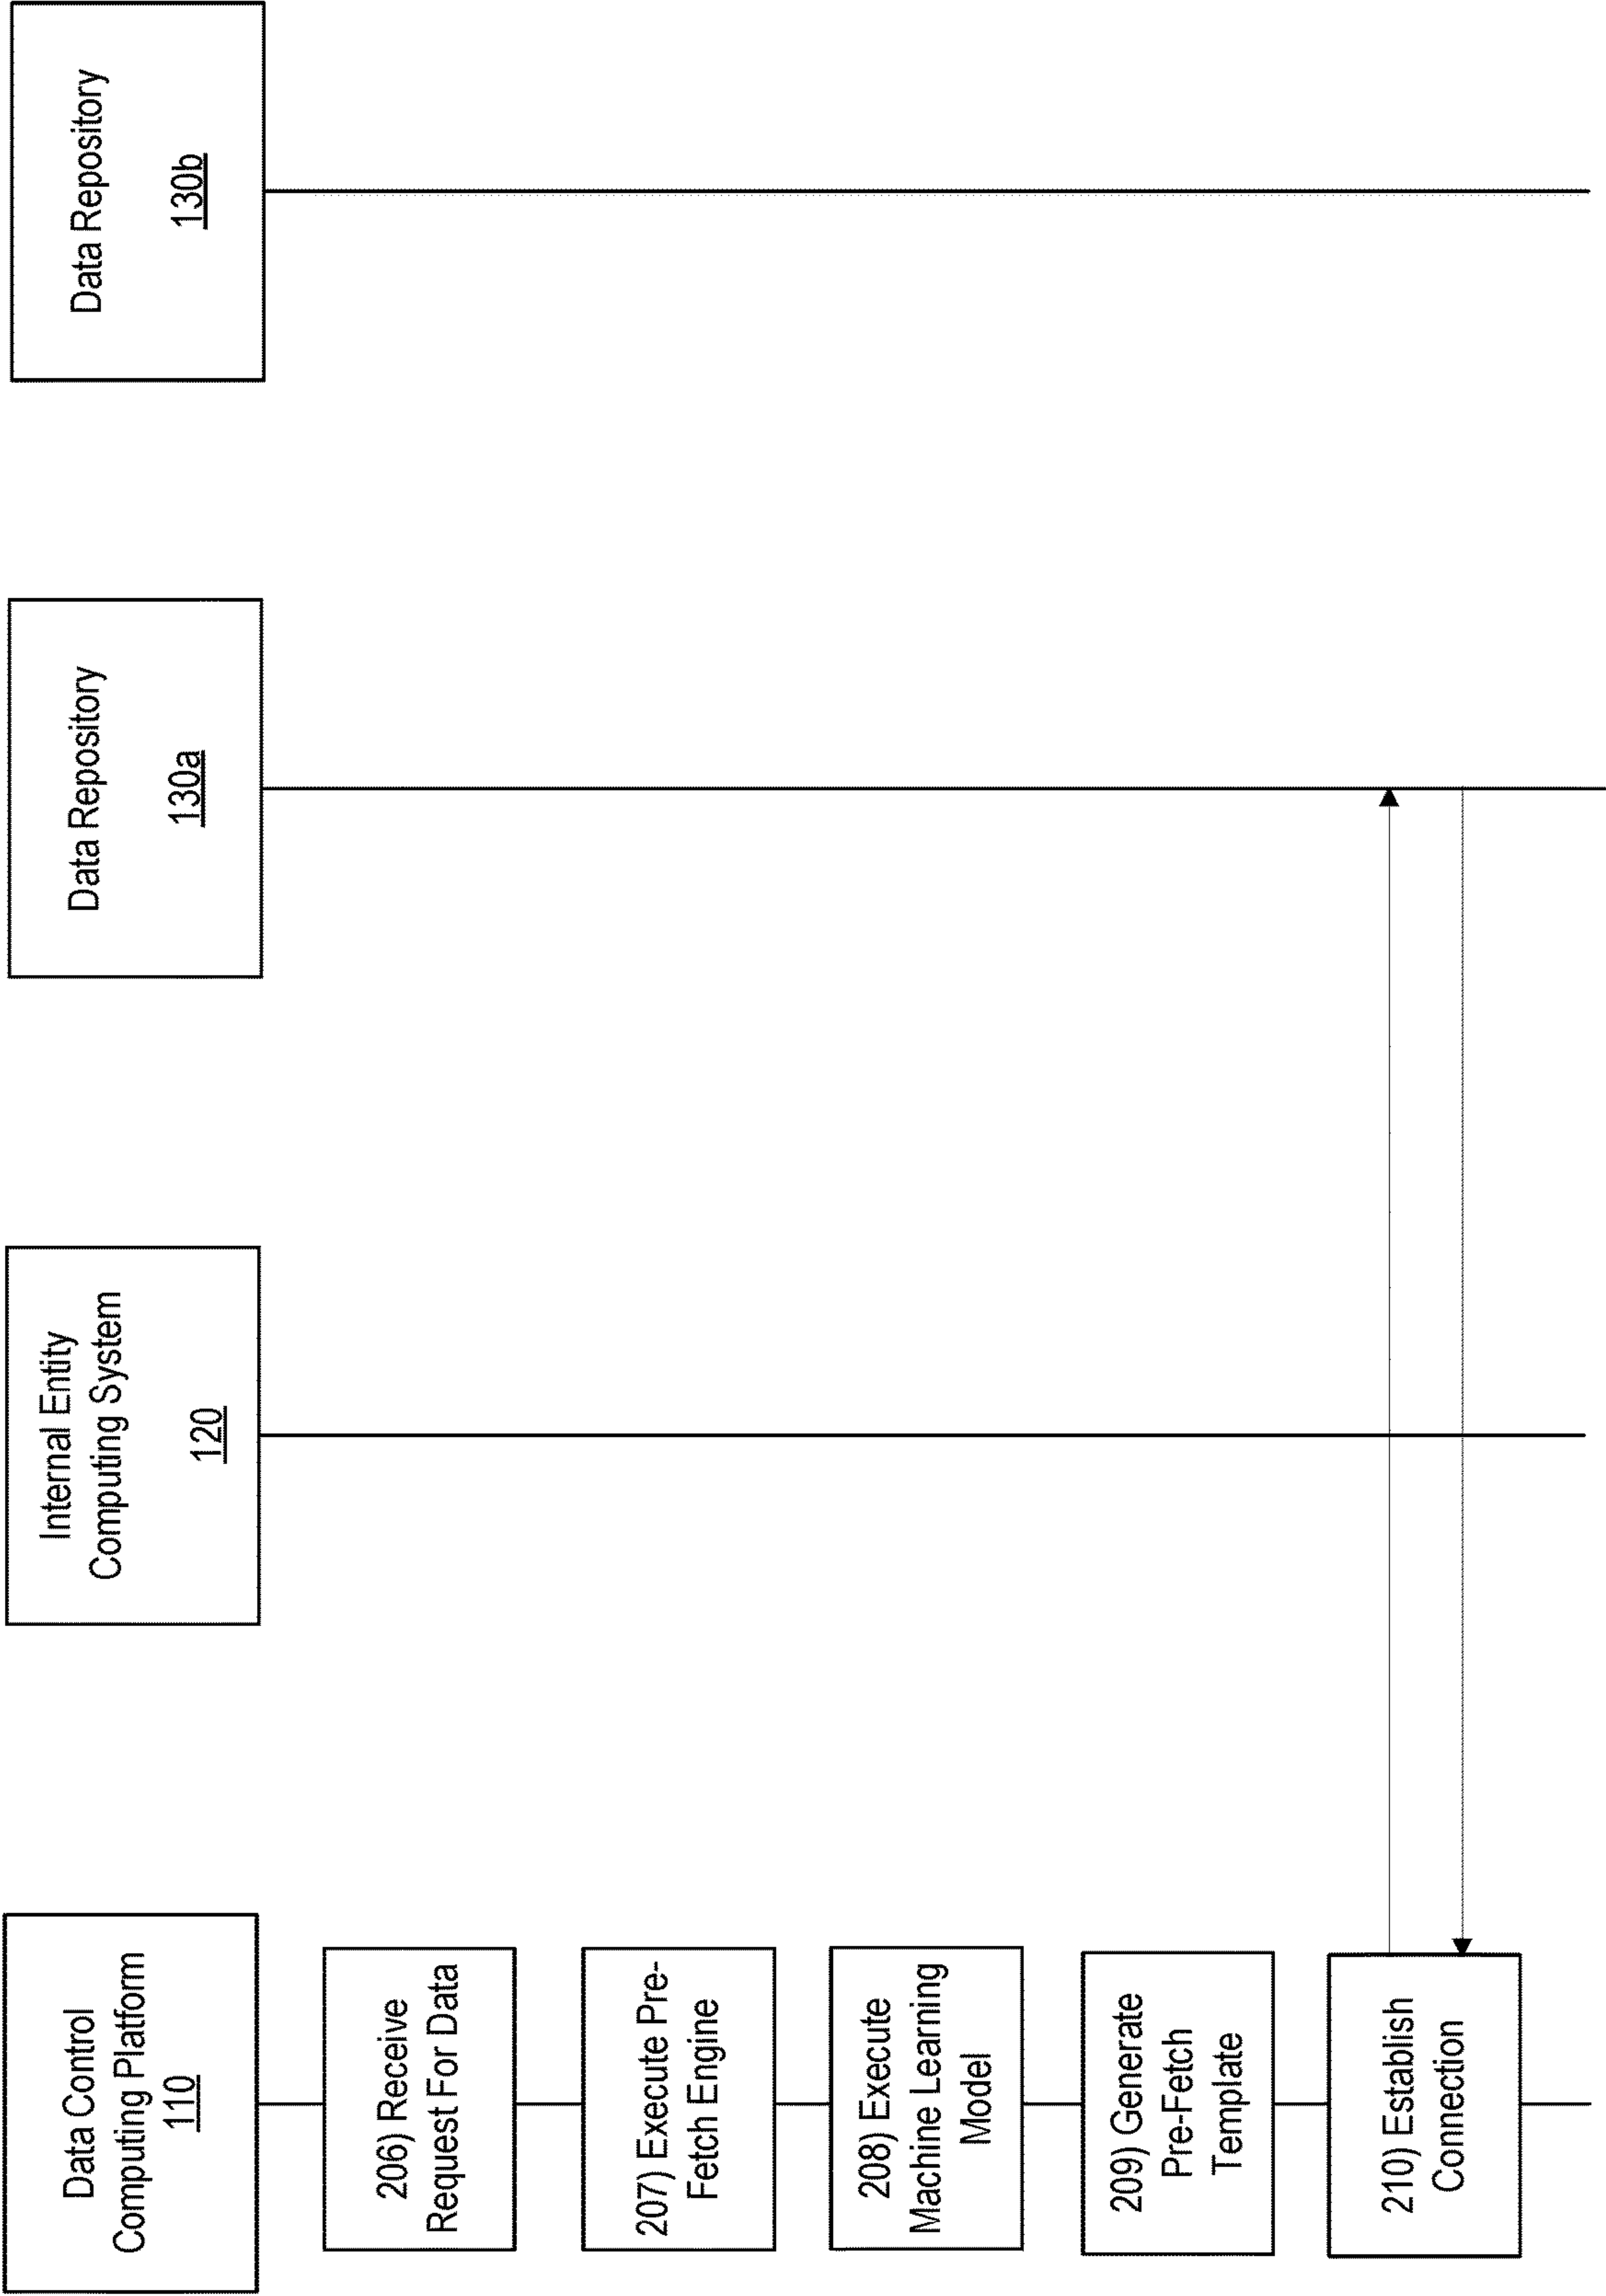 Data Control
Computing Platform
110
Internal Entity
Computing System
120
Data Repository
130a
Data Repository
130b
206) Receive
Request For Data
207) Execute Pre-
Fetch Engine
208) Execute
Machine Learning
Model
209) Generate
Pre-Fetch
Template
210) Establish
Connection